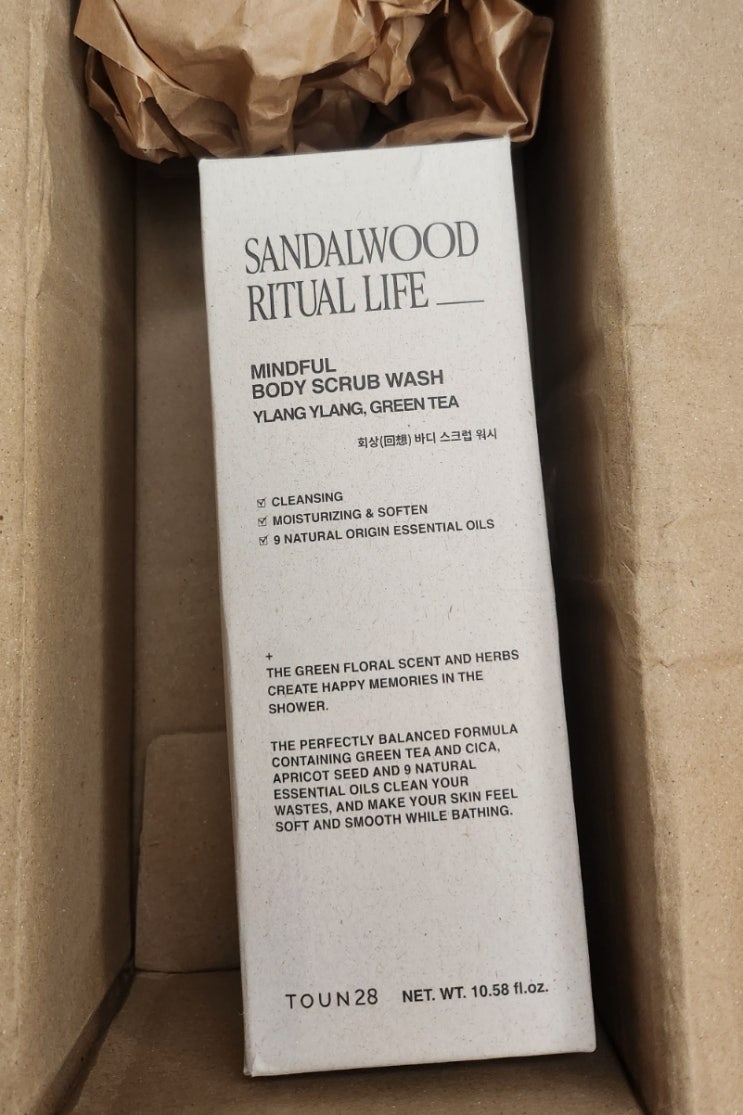 SANDALWOOD
RITUAL LIFE
MINDFUL
BODY SCRUB WASH
YLANG YLANG, GREEN TEA
회상(回想) 바디 스크럽 워시
☑ CLEANSING
☑ MOISTURIZING & SOFTEN
☑ 9 NATURAL ORIGIN ESSENTIAL OILS
+
THE GREEN FLORAL SCENT AND HERBS
CREATE HAPPY MEMORIES IN THE
SHOWER.
THE PERFECTLY BALANCED FORMULA
CONTAINING GREEN TEA AND CICA,
APRICOT SEED AND 9 NATURAL
ESSENTIAL OILS CLEAN YOUR
WASTES, AND MAKE YOUR SKIN FEEL
SOFT AND SMOOTH WHILE BATHING.
TOUN28 NET. WT. 10.58 fl.oz.